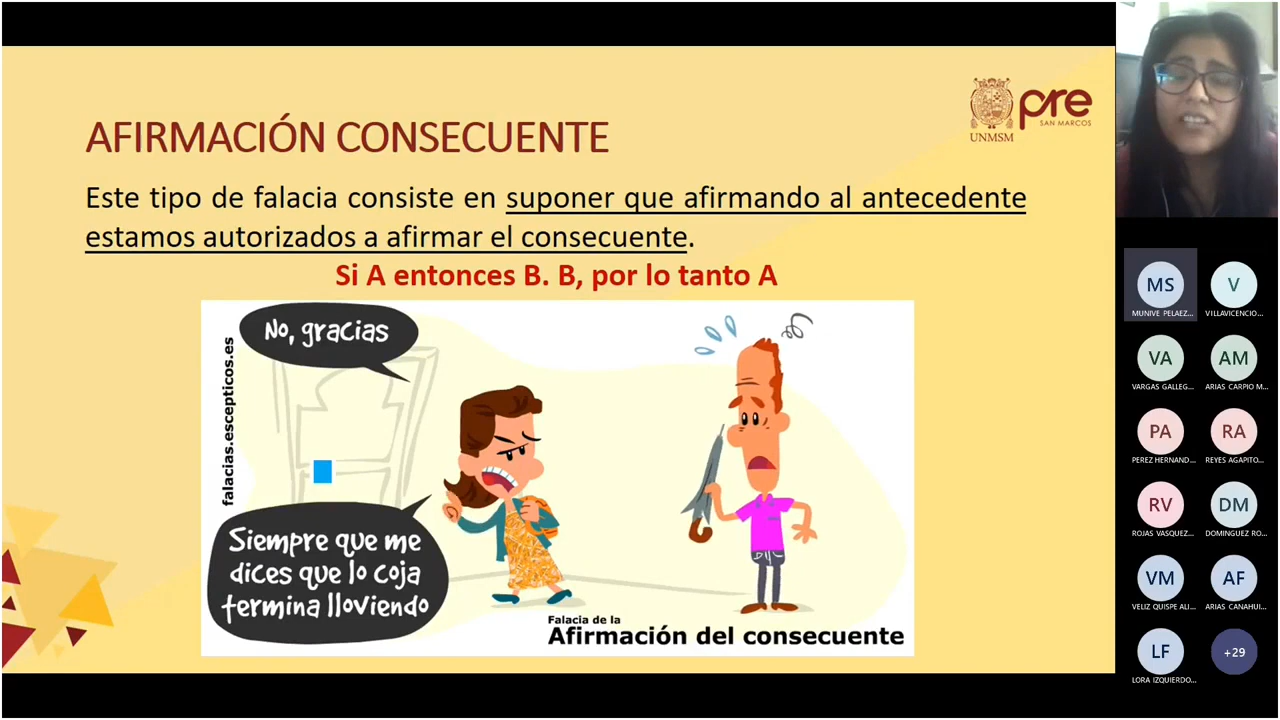 AFIRMACIÓN CONSECUENTE
UNMSM
pre
SAN MARCOS
Este tipo de falacia consiste en suponer que afirmando al antecedente
estamos autorizados a afirmar el consecuente.
Si A entonces B. B, por lo tanto A
No, gracias
falacias.escepticos.es
Siempre que me
dices que lo coja
termina lloviendo
Falacia de la
Afirmación del consecuente
MS
MUNIVE PELAEZ...
V
VILLAVICENCIO...
VA
VARGAS GALLEG...
AM
ARIAS CARPIO M...
PA
PEREZ HERNAND...
RA
REYES AGAPITO...
RV
ROJAS VASQUEZ...
DM
DOMINGUEZ RO...
VM
VELIZ QUISPE ALI...
AF
ARIAS CANAHUI...
LF
LORA IZQUIERDO...
+29